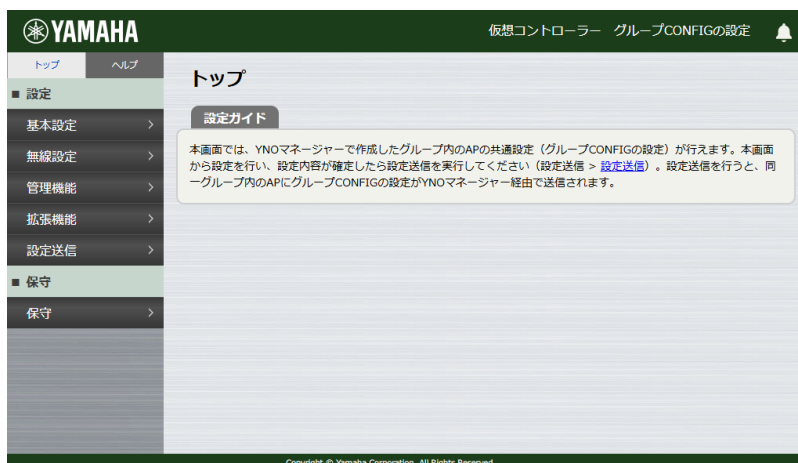 YAMAHA
仮想コントローラー グループCONFIGの設定
トップ
ヘルプ
■ 設定
基本設定
無線設定
管理機能
拡張機能
設定送信
■ 保守
保守
トップ
設定ガイド
本画面では、YNOマネージャーで作成したグループ内のAPの共通設定（グループCONFIGの設定）が行えます。本画面
から設定を行い、設定内容が確定したら設定送信を実行してください（設定送信 > 設定送信）。設定送信を行うと、同
一グループ内のAPにグループCONFIGの設定がYNOマネージャー経由で送信されます。
Copyright © Yamaha Corporation. All Rights Reserved.